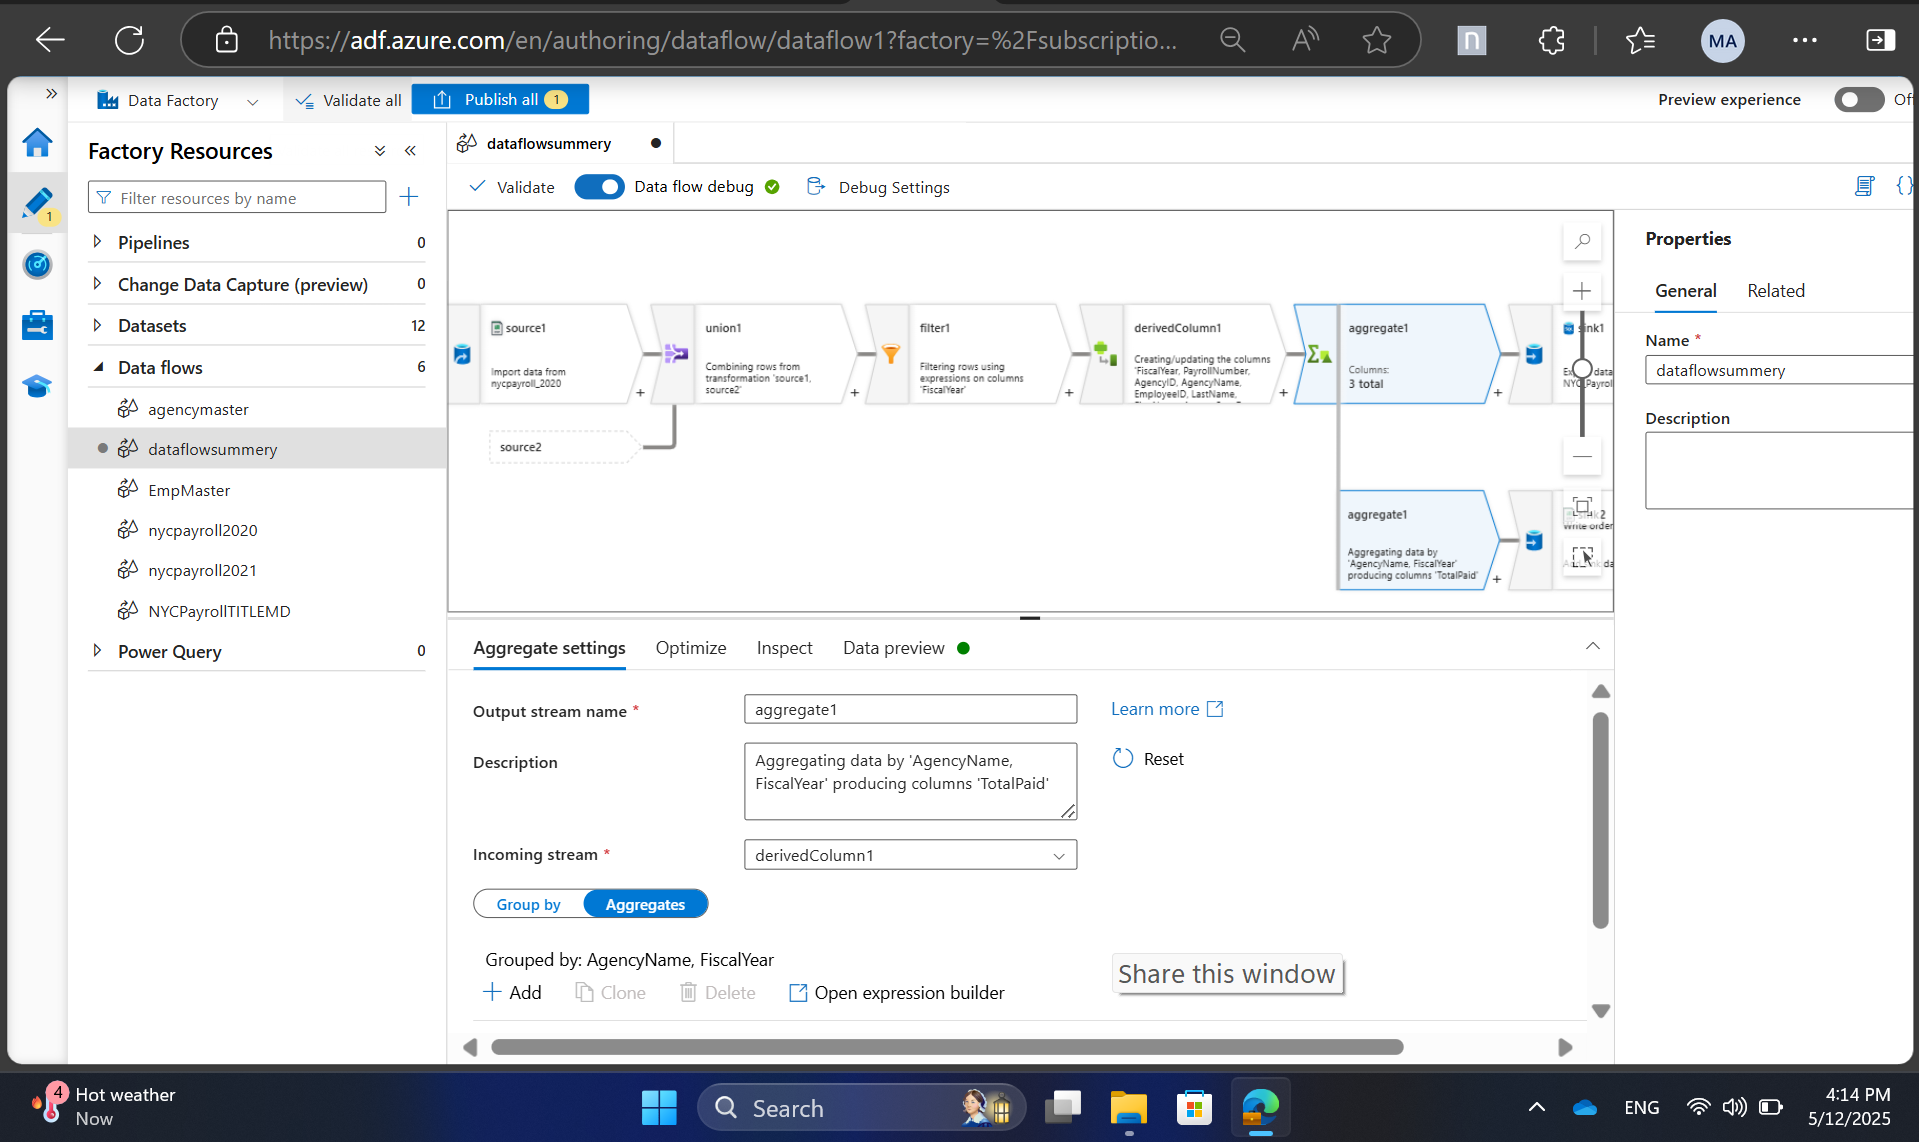 https://adf.azure.com/en/authoring/dataflow/dataflow1?factory=%2Fsubscriptio...
MA
Data Factory
Validate all
Publish all 1
Preview experience
Off
Factory Resources
Filter resources by name
1
Pipelines 0
Change Data Capture (preview) 0
Datasets 12
Data flows 6
agencymaster
dataflowsummery
EmpMaster
nycpayroll2020
nycpayroll2021
NYCPayrollTITLEMD
Power Query 0
dataflowsummery
Validate
Data flow debug
Debug Settings
source1
Import data from
nycpayroll_2020
union1
Combining rows from
transformation 'source1,
source2'
filter1
Filtering rows using
expressions on columns
'FiscalYear'
derivedColumn1
Creating/updating the columns
'FiscalYear, PayrollNumber,
AgencyID, AgencyName,
EmployeeID, LastName,
aggregate1
Columns:
3 total
sink1
source2
aggregate1
Aggregating data by
'AgencyName, FiscalYear'
producing columns 'TotalPaid'
Write order
Properties
General
Related
Name *
dataflowsummery
Description
Aggregate settings
Optimize
Inspect
Data preview
Output stream name *
aggregate1
Learn more
Description
Aggregating data by 'AgencyName,
FiscalYear' producing columns 'TotalPaid'
Reset
Incoming stream *
derivedColumn1
Group by
Aggregates
Grouped by: AgencyName, FiscalYear
Add
Clone
Delete
Open expression builder
Share this window
4
Hot weather
Now
Search
ENG
4:14 PM
5/12/2025